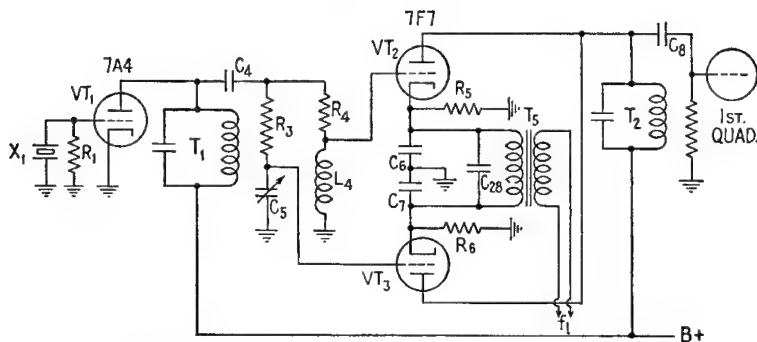 7F7
7A4
VT₂
C₄
C₈
VT₁
R₄
R₅
T₅
X₁
R₁
T₁
R₃
T₂
1ST.
QUAD.
C₆
C₅
L₄
C₂₈
C₇
R₆
VT₃
f₁
B+